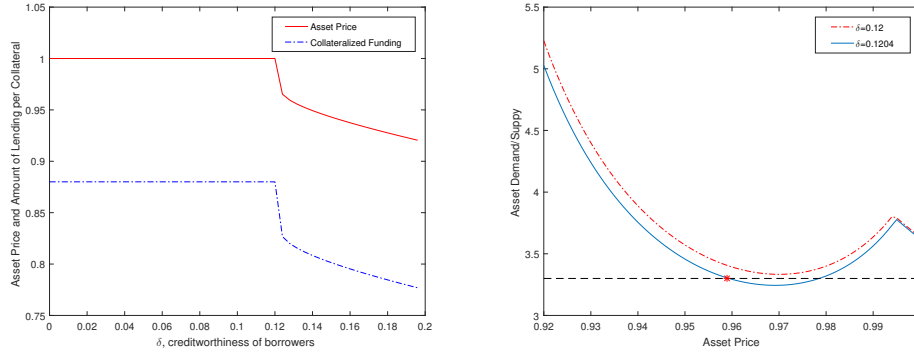 Asset Price and Amount of Lending per Collateral
1
0.95
0.9
0.85
0.8
0.75
Asset Price
Collateralized Funding
0 0.02 0.04 0.06 0.08 0.1 0.12 0.14 0.16 0.18 0.2
δ, creditworthiness of borrowers
Asset Demand/Suppy
5.5
5
4.5
4
3.5
3
δ=0.12
δ=0.1204
0.92 0.93 0.94 0.95 0.96 0.97 0.98 0.99
Asset Price